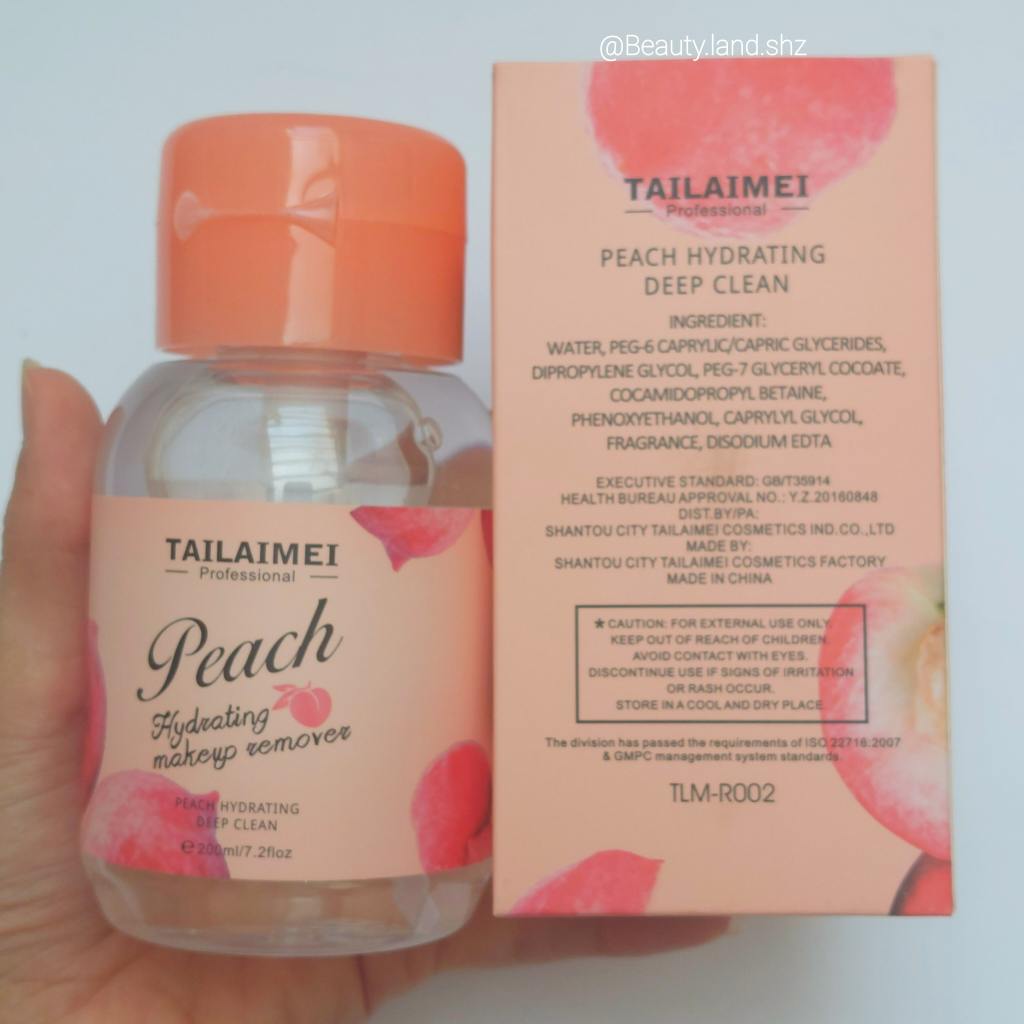 @Beauty.land.shz
TAILAIMEI
Professional
Peach
Hydrating
makeup remover
PEACH HYDRATING
DEEP CLEAN
℮200ml/7.2floz
TAILAIMEI
Professional
PEACH HYDRATING
DEEP CLEAN
INGREDIENT:
WATER, PEG-6 CAPRYLIC/CAPRIC GLYCERIDES,
DIPROPYLENE GLYCOL, PEG-7 GLYCERYL COCOATE,
COCAMIDOPROPYL BETAINE,
PHENOXYETHANOL, CAPRYLYL GLYCOL,
FRAGRANCE, DISODIUM EDTA
EXECUTIVE STANDARD: GB/T35914
HEALTH BUREAU APPROVAL NO.: Y.Z.20160848
DIST.BY/PA:
SHANTOU CITY TAILAIMEI COSMETICS IND.CO.,LTD
MADE BY:
SHANTOU CITY TAILAIMEI COSMETICS FACTORY
MADE IN CHINA
* CAUTION: FOR EXTERNAL USE ONLY.
KEEP OUT OF REACH OF CHILDREN.
AVOID CONTACT WITH EYES.
DISCONTINUE USE IF SIGNS OF IRRITATION
OR RASH OCCUR.
STORE IN A COOL AND DRY PLACE.
The division has passed the requirements of ISO 22716:2007
& GMPC management system standards.
TLM-R002